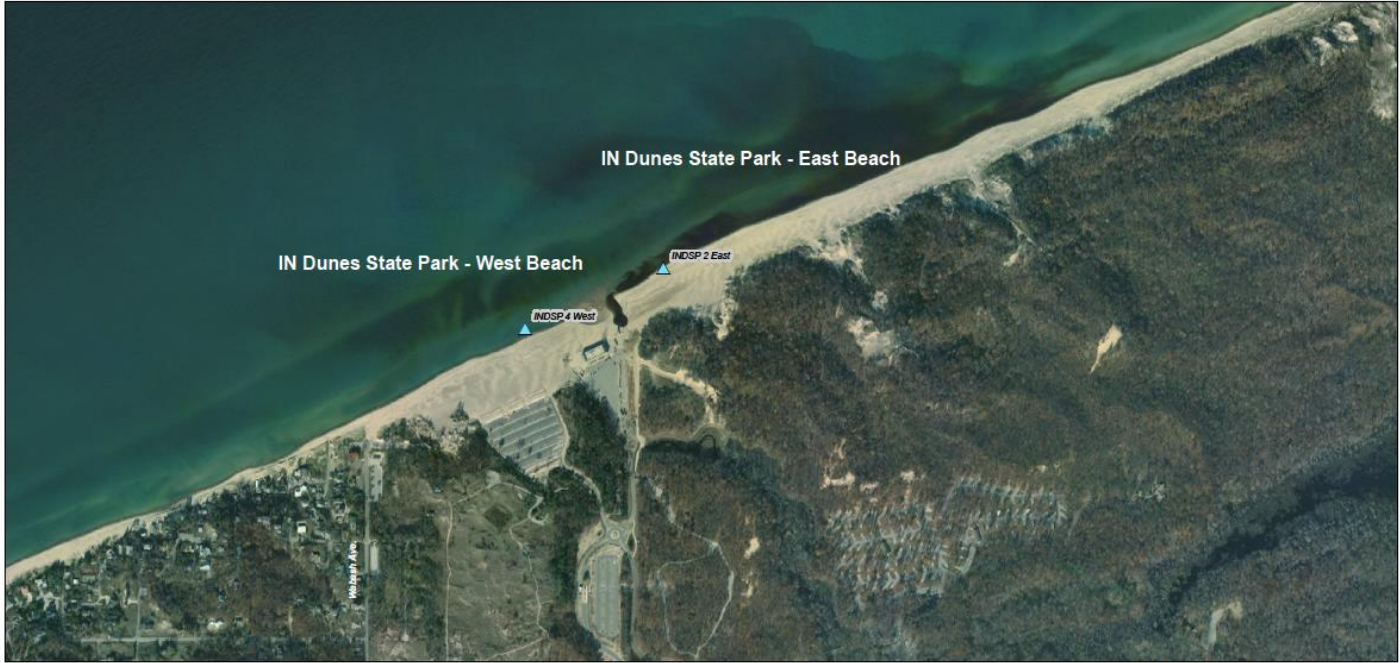 IN Dunes State Park - East Beach
INDSP 2 East
IN Dunes State Park - West Beach
INDSP 4 West
Wabash Ave